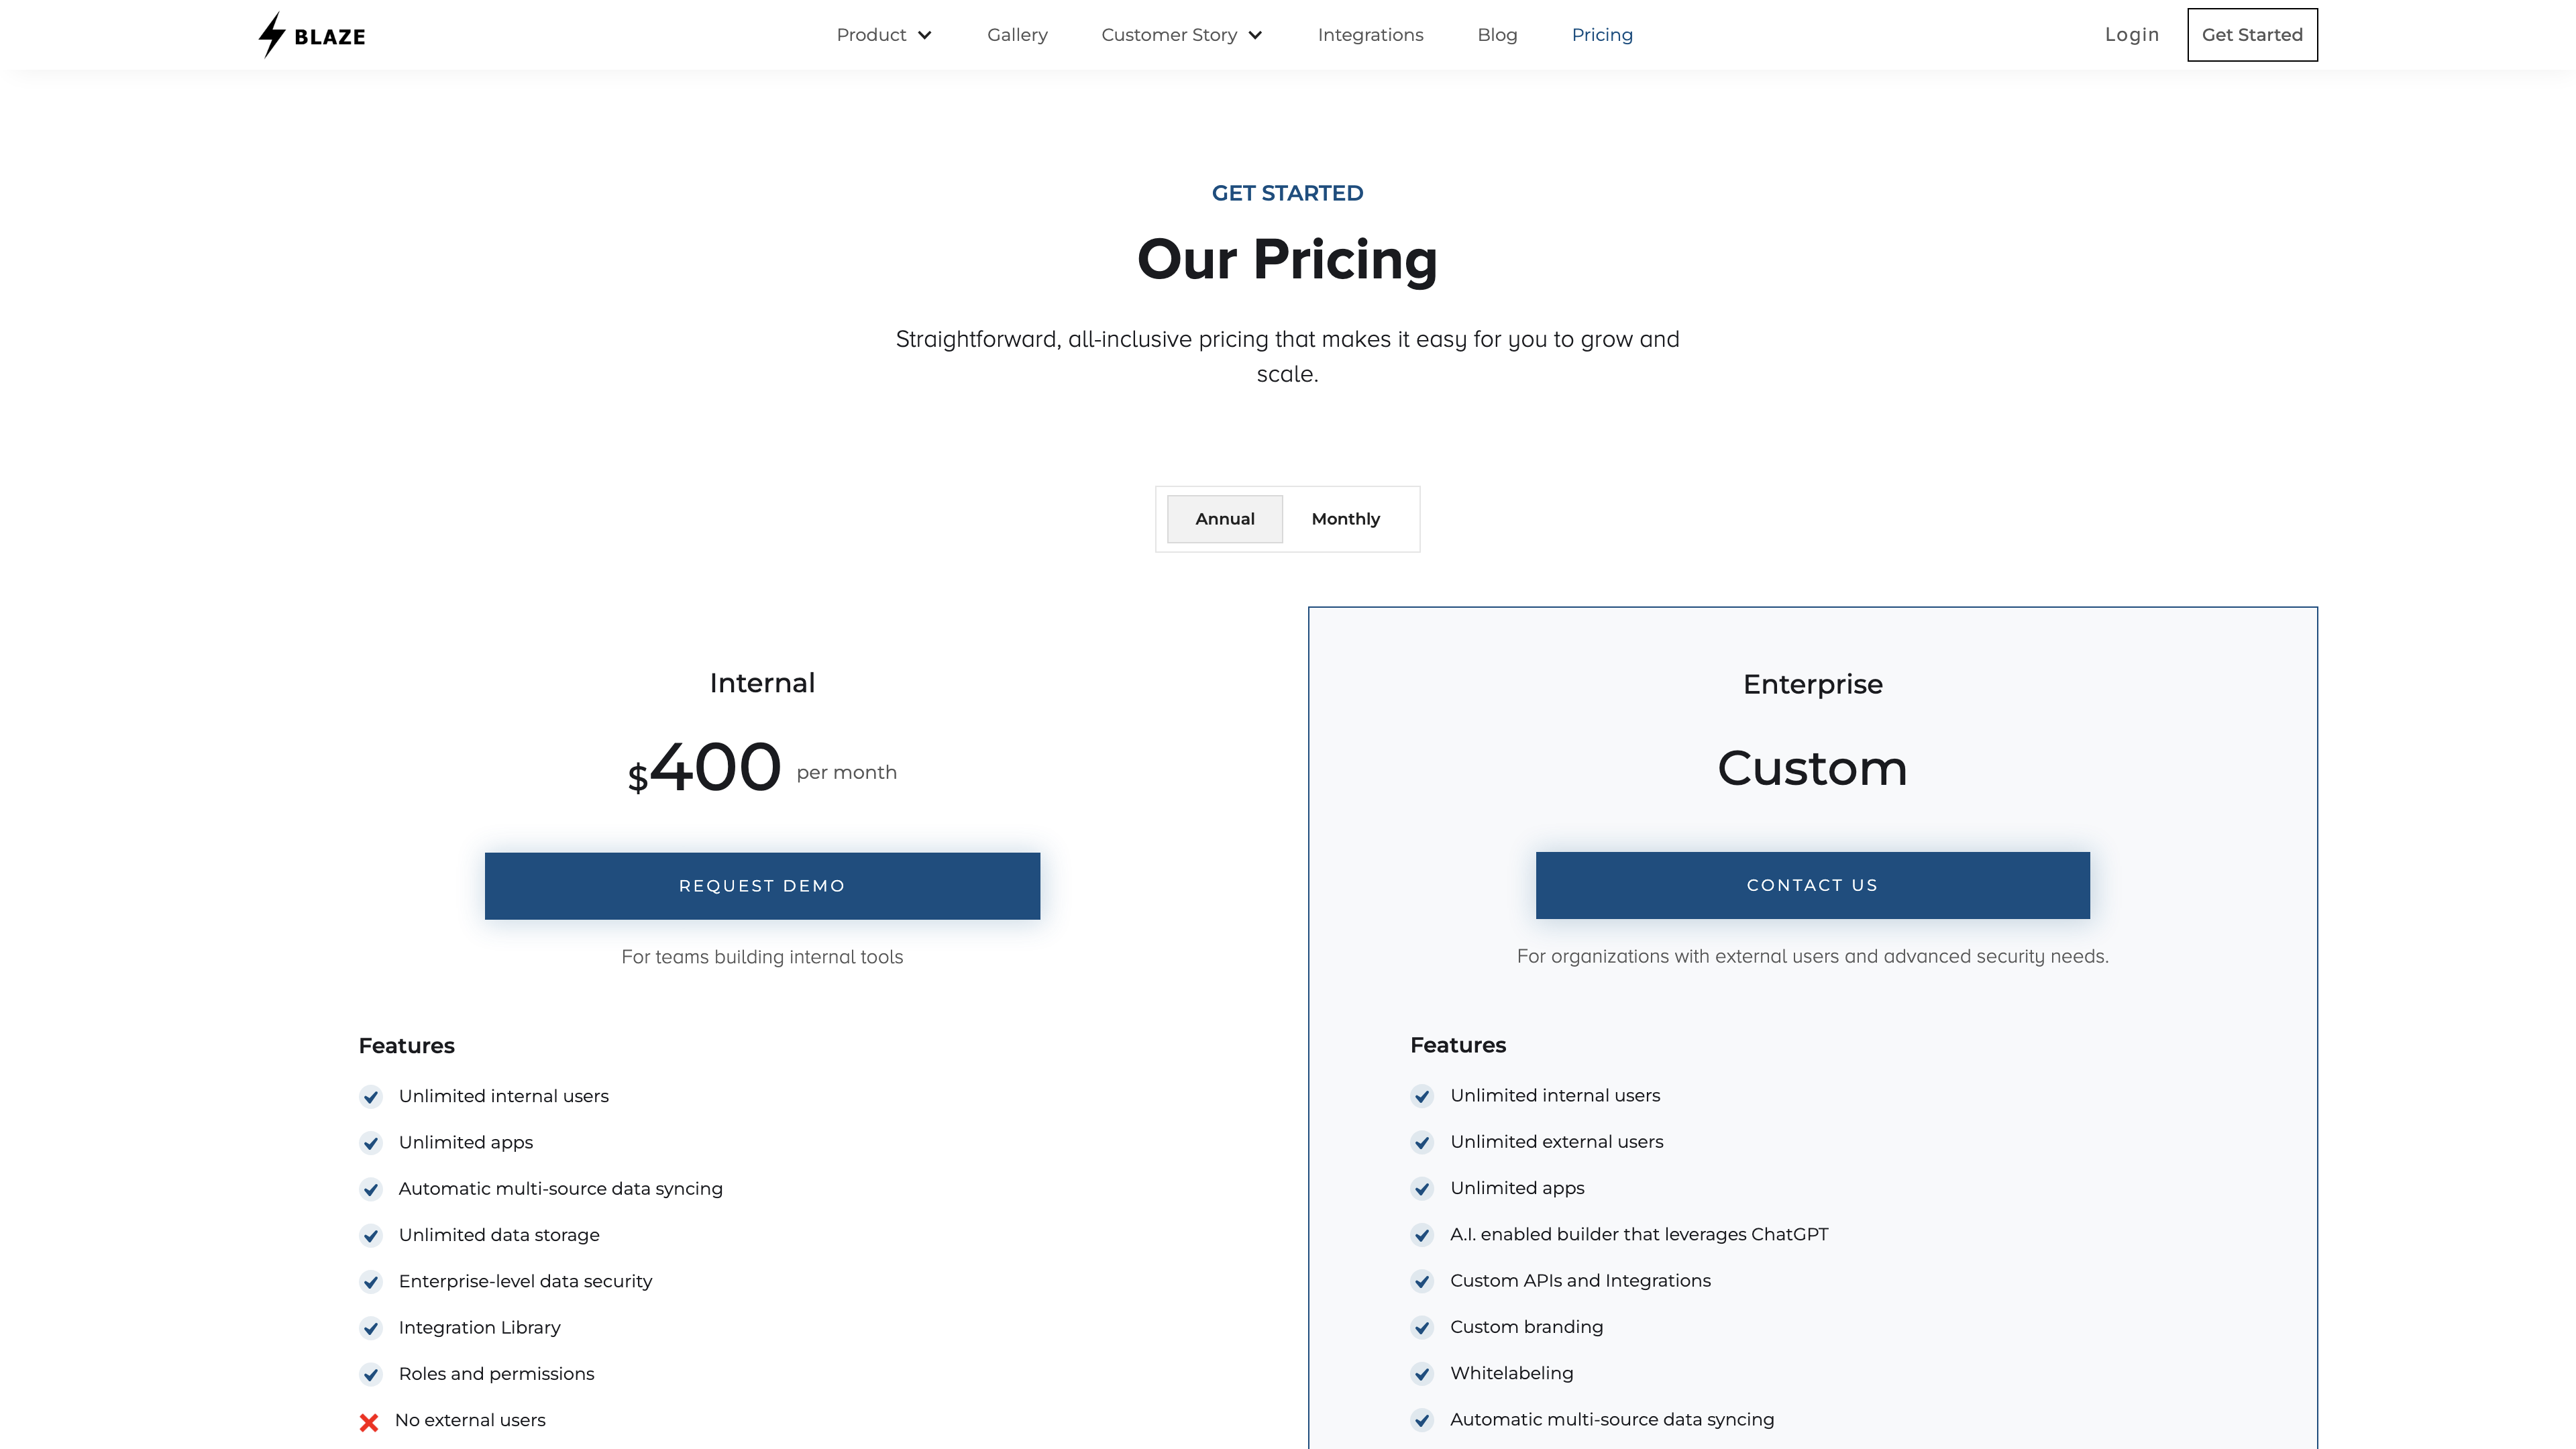 BLAZE
Product
Gallery
Customer Story
Integrations
Blog
Pricing
Login
Get Started
GET STARTED
Our Pricing
Straightforward, all-inclusive pricing that makes it easy for you to grow and
scale.
Annual
Monthly
Internal
$400 per month
REQUEST DEMO
For teams building internal tools
Features
Unlimited internal users
Unlimited apps
Automatic multi-source data syncing
Unlimited data storage
Enterprise-level data security
Integration Library
Roles and permissions
No external users
Enterprise
Custom
CONTACT US
For organizations with external users and advanced security needs.
Features
Unlimited internal users
Unlimited external users
Unlimited apps
A.I. enabled builder that leverages ChatGPT
Custom APIs and Integrations
Custom branding
Whitelabeling
Automatic multi-source data syncing